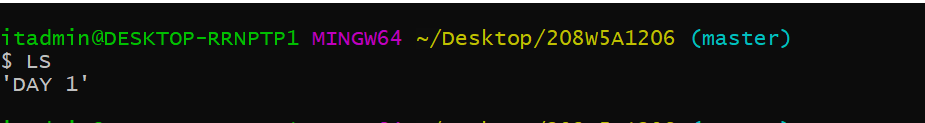 itadmin@DESKTOP-RRNPTP1 MINGW64 ~/Desktop/208W5A1206 (master)
$ LS
'DAY 1'